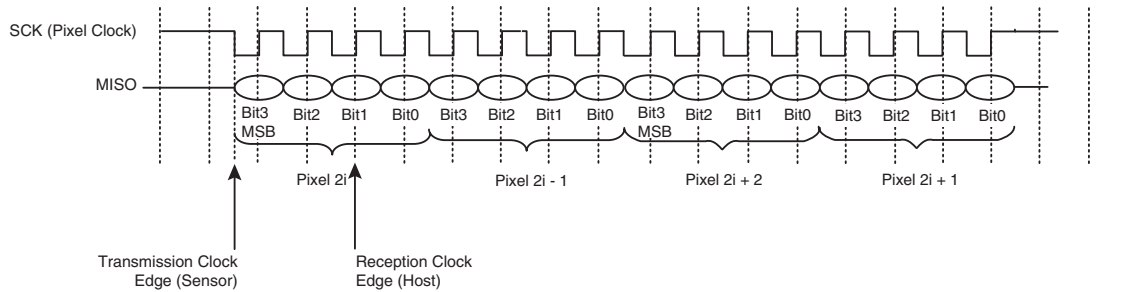 SCK (Pixel Clock)
MISO
Bit3 Bit2 Bit1 Bit0 Bit3 Bit2 Bit1 Bit0 Bit3 Bit2 Bit1 Bit0 Bit3 Bit2 Bit1 Bit0
MSB MSB
Pixel 2i Pixel 2i - 1 Pixel 2i + 2 Pixel 2i + 1
Transmission Clock Reception Clock
Edge (Sensor) Edge (Host)